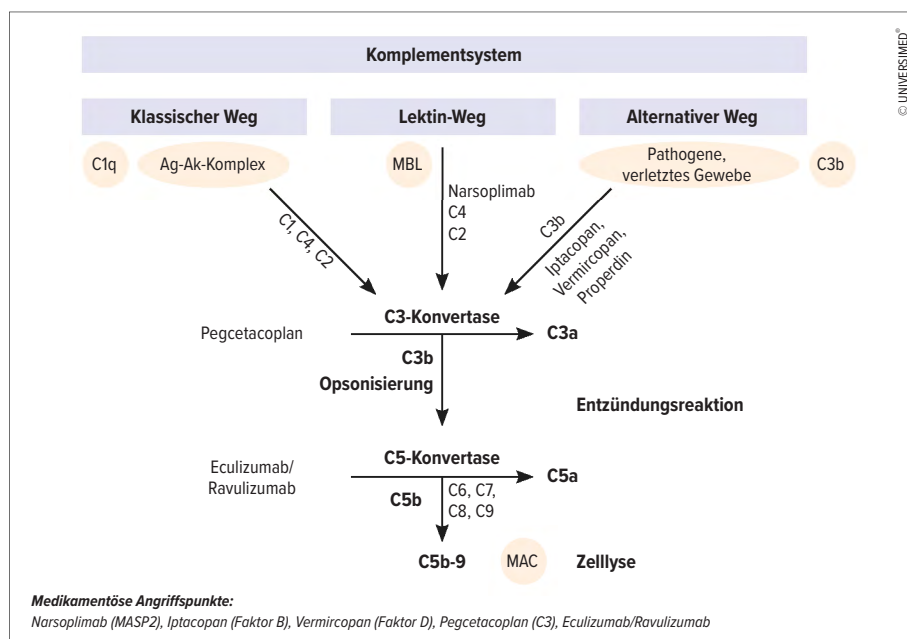 © UNIVERSIMED®
Komplementsystem
Klassischer Weg
Lektin-Weg
Alternativer Weg
C1q
Ag-Ak-Komplex
MBL
Pathogene,
verletztes Gewebe
C3b
C1, C4, C2
Narsoplimab
C4
C2
C3b
Iptacopan,
Vermircopan,
Properdin
C3-Konvertase
Pegcetacoplan
C3a
C3b
Opsonisierung
Entzündungsreaktion
C5-Konvertase
Eculizumab/
Ravulizumab
C5a
C5b
C6, C7,
C8, C9
C5b-9
MAC
Zelllyse
Medikamentöse Angriffspunkte:
Narsoplimab (MASP2), Iptacopan (Faktor B), Vermircopan (Faktor D), Pegcetacoplan (C3), Eculizumab/Ravulizumab